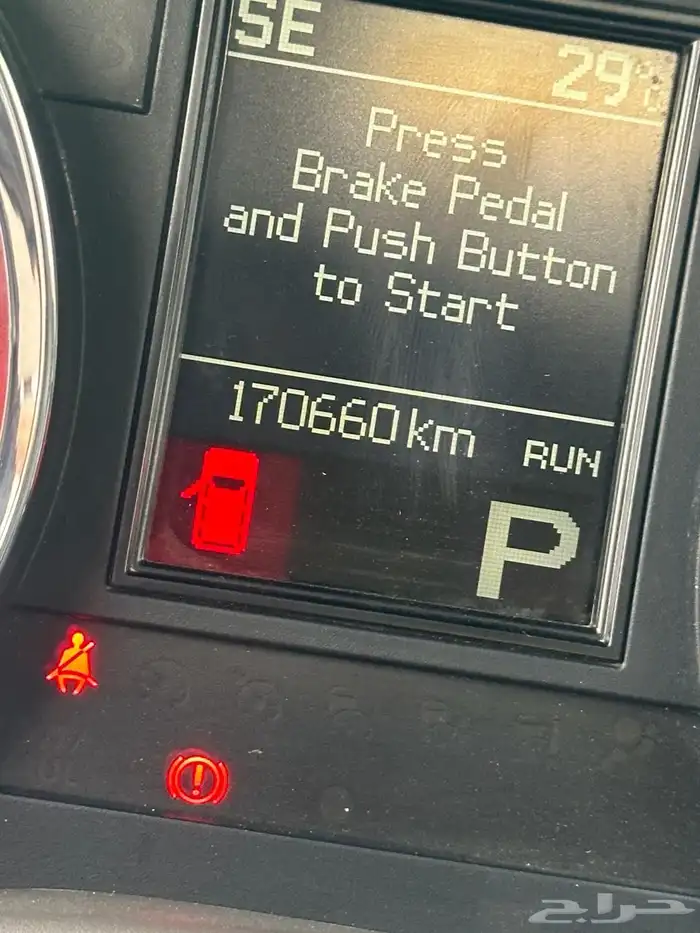 SE 29°C
Press
Brake Pedal
and Push Button
to Start
170660 km RUN
P
حراج